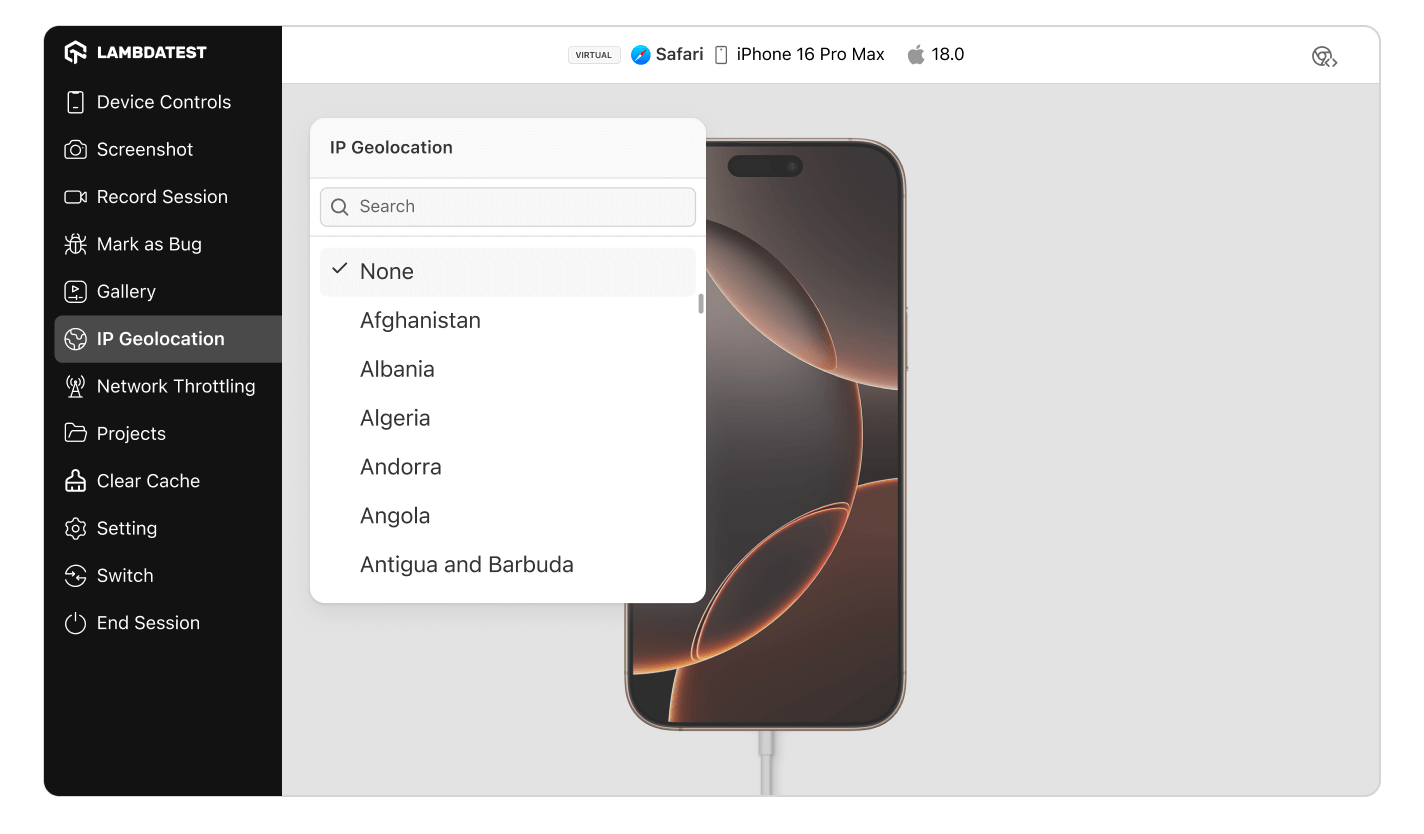 LAMBDATEST
VIRTUAL Safari iPhone 16 Pro Max 18.0
Device Controls
Screenshot
Record Session
Mark as Bug
Gallery
IP Geolocation
Network Throttling
Projects
Clear Cache
Setting
Switch
End Session
IP Geolocation
Search
None
Afghanistan
Albania
Algeria
Andorra
Angola
Antigua and Barbuda